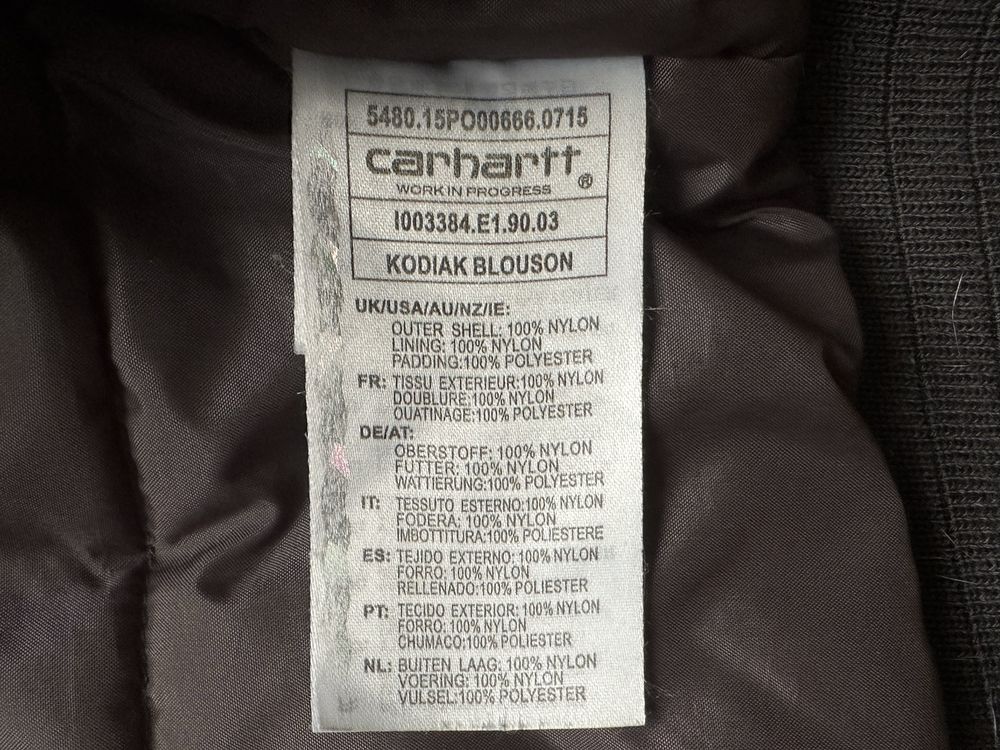 5480.15PO00666.0715
carhartt®
WORK IN PROGRESS
I003384.E1.90.03
KODIAK BLOUSON
UK/USA/AU/NZ/IE:
OUTER SHELL: 100% NYLON
LINING: 100% NYLON
PADDING:100% POLYESTER
FR: TISSU EXTERIEUR:100% NYLON
DOUBLURE:100% NYLON
OUATINAGE:100% POLYESTER
DE/AT:
OBERSTOFF: 100% NYLON
FUTTER: 100% NYLON
WATTIERUNG:100% POLYESTER
IT: TESSUTO ESTERNO:100% NYLON
FODERA: 100% NYLON
IMBOTTITURA:100% POLIESTERE
ES: TEJIDO EXTERNO: 100% NYLON
FORRO: 100% NYLON
RELLENADO:100% POLIESTER
PT: TECIDO EXTERIOR: 100% NYLON
FORRO: 100% NYLON
CHUMACO:100% POLIESTER
NL: BUITEN LAAG: 100% NYLON
VOERING: 100% NYLON
VULSEL:100% POLYESTER